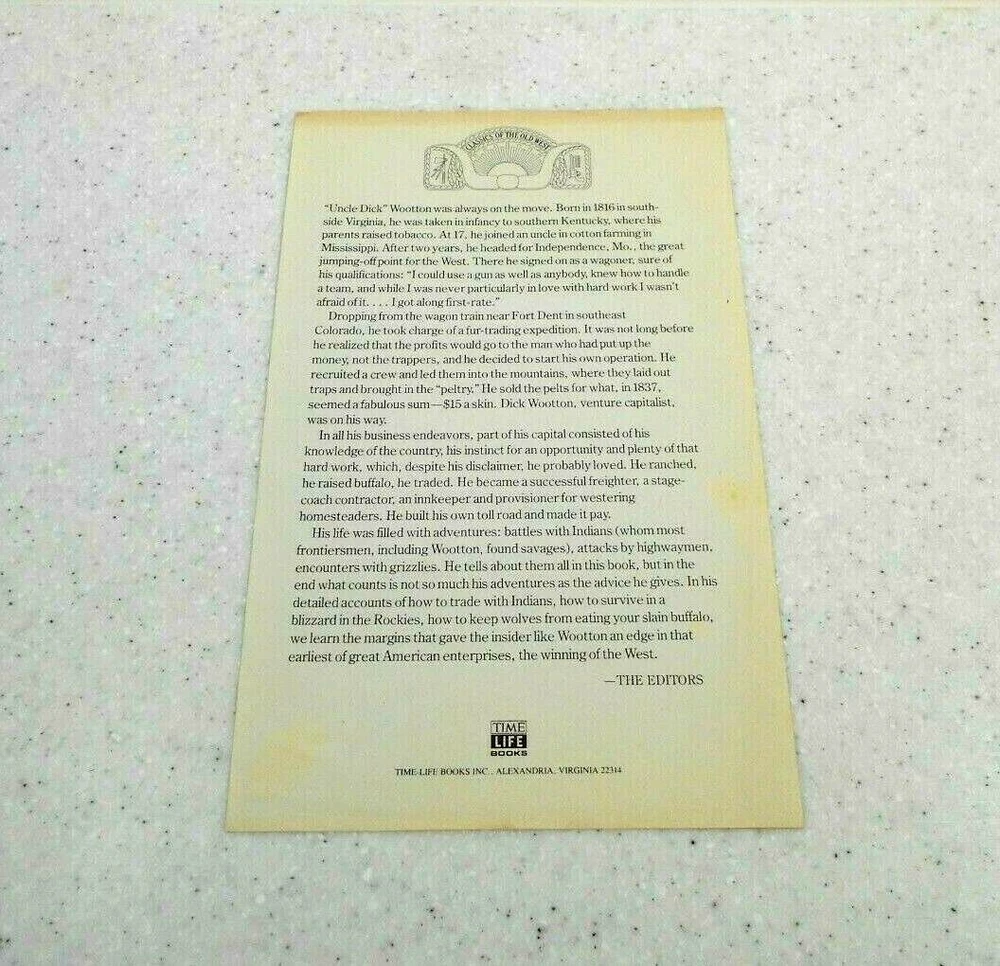 CLASSICS OF THE OLD WEST
"Uncle Dick" Wootton was always on the move. Born in 1816 in south-
side Virginia, he was taken in infancy to southern Kentucky, where his
parents raised tobacco. At 17, he joined an uncle in cotton farming in
Mississippi. After two years, he headed for Independence, Mo., the great
jumping-off point for the West. There he signed on as a wagoner, sure of
his qualifications: "I could use a gun as well as anybody, knew how to handle
a team, and while I was never particularly in love with hard work I wasn't
afraid of it. . . . I got along first-rate."
Dropping from the wagon train near Fort Dent in southeast
Colorado, he took charge of a fur-trading expedition. It was not long before
he realized that the profits would go to the man who had put up the
money, not the trappers, and he decided to start his own operation. He
recruited a crew and led them into the mountains, where they laid out
traps and brought in the "peltry." He sold the pelts for what, in 1837,
seemed a fabulous sum—$15 a skin. Dick Wootton, venture capitalist,
was on his way.
In all his business endeavors, part of his capital consisted of his
knowledge of the country, his instinct for an opportunity and plenty of that
hard work, which, despite his disclaimer, he probably loved. He ranched,
he raised buffalo, he traded. He became a successful freighter, a stage-
coach contractor, an innkeeper and provisioner for westering
homesteaders. He built his own toll road and made it pay.
His life was filled with adventures: battles with Indians (whom most
frontiersmen, including Wootton, found savages), attacks by highwaymen,
encounters with grizzlies. He tells about them all in this book, but in the
end what counts is not so much his adventures as the advice he gives. In his
detailed accounts of how to trade with Indians, how to survive in a
blizzard in the Rockies, how to keep wolves from eating your slain buffalo,
we learn the margins that gave the insider like Wootton an edge in that
earliest of great American enterprises, the winning of the West.
—THE EDITORS
TIME
LIFE
BOOKS
TIME-LIFE BOOKS INC., ALEXANDRIA, VIRGINIA 22314